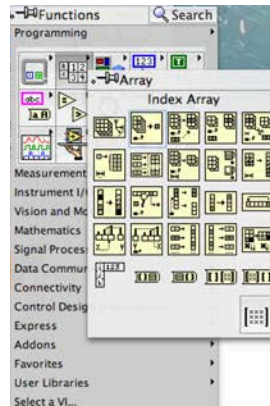 Functions
Search
Programming
Array
Index Array
Measurement
Instrument I/
Vision and Mo
Mathematics
Signal Proces
Data Commun
Connectivity
Control Desig
Express
Addons
Favorites
User Libraries
Select a VI...